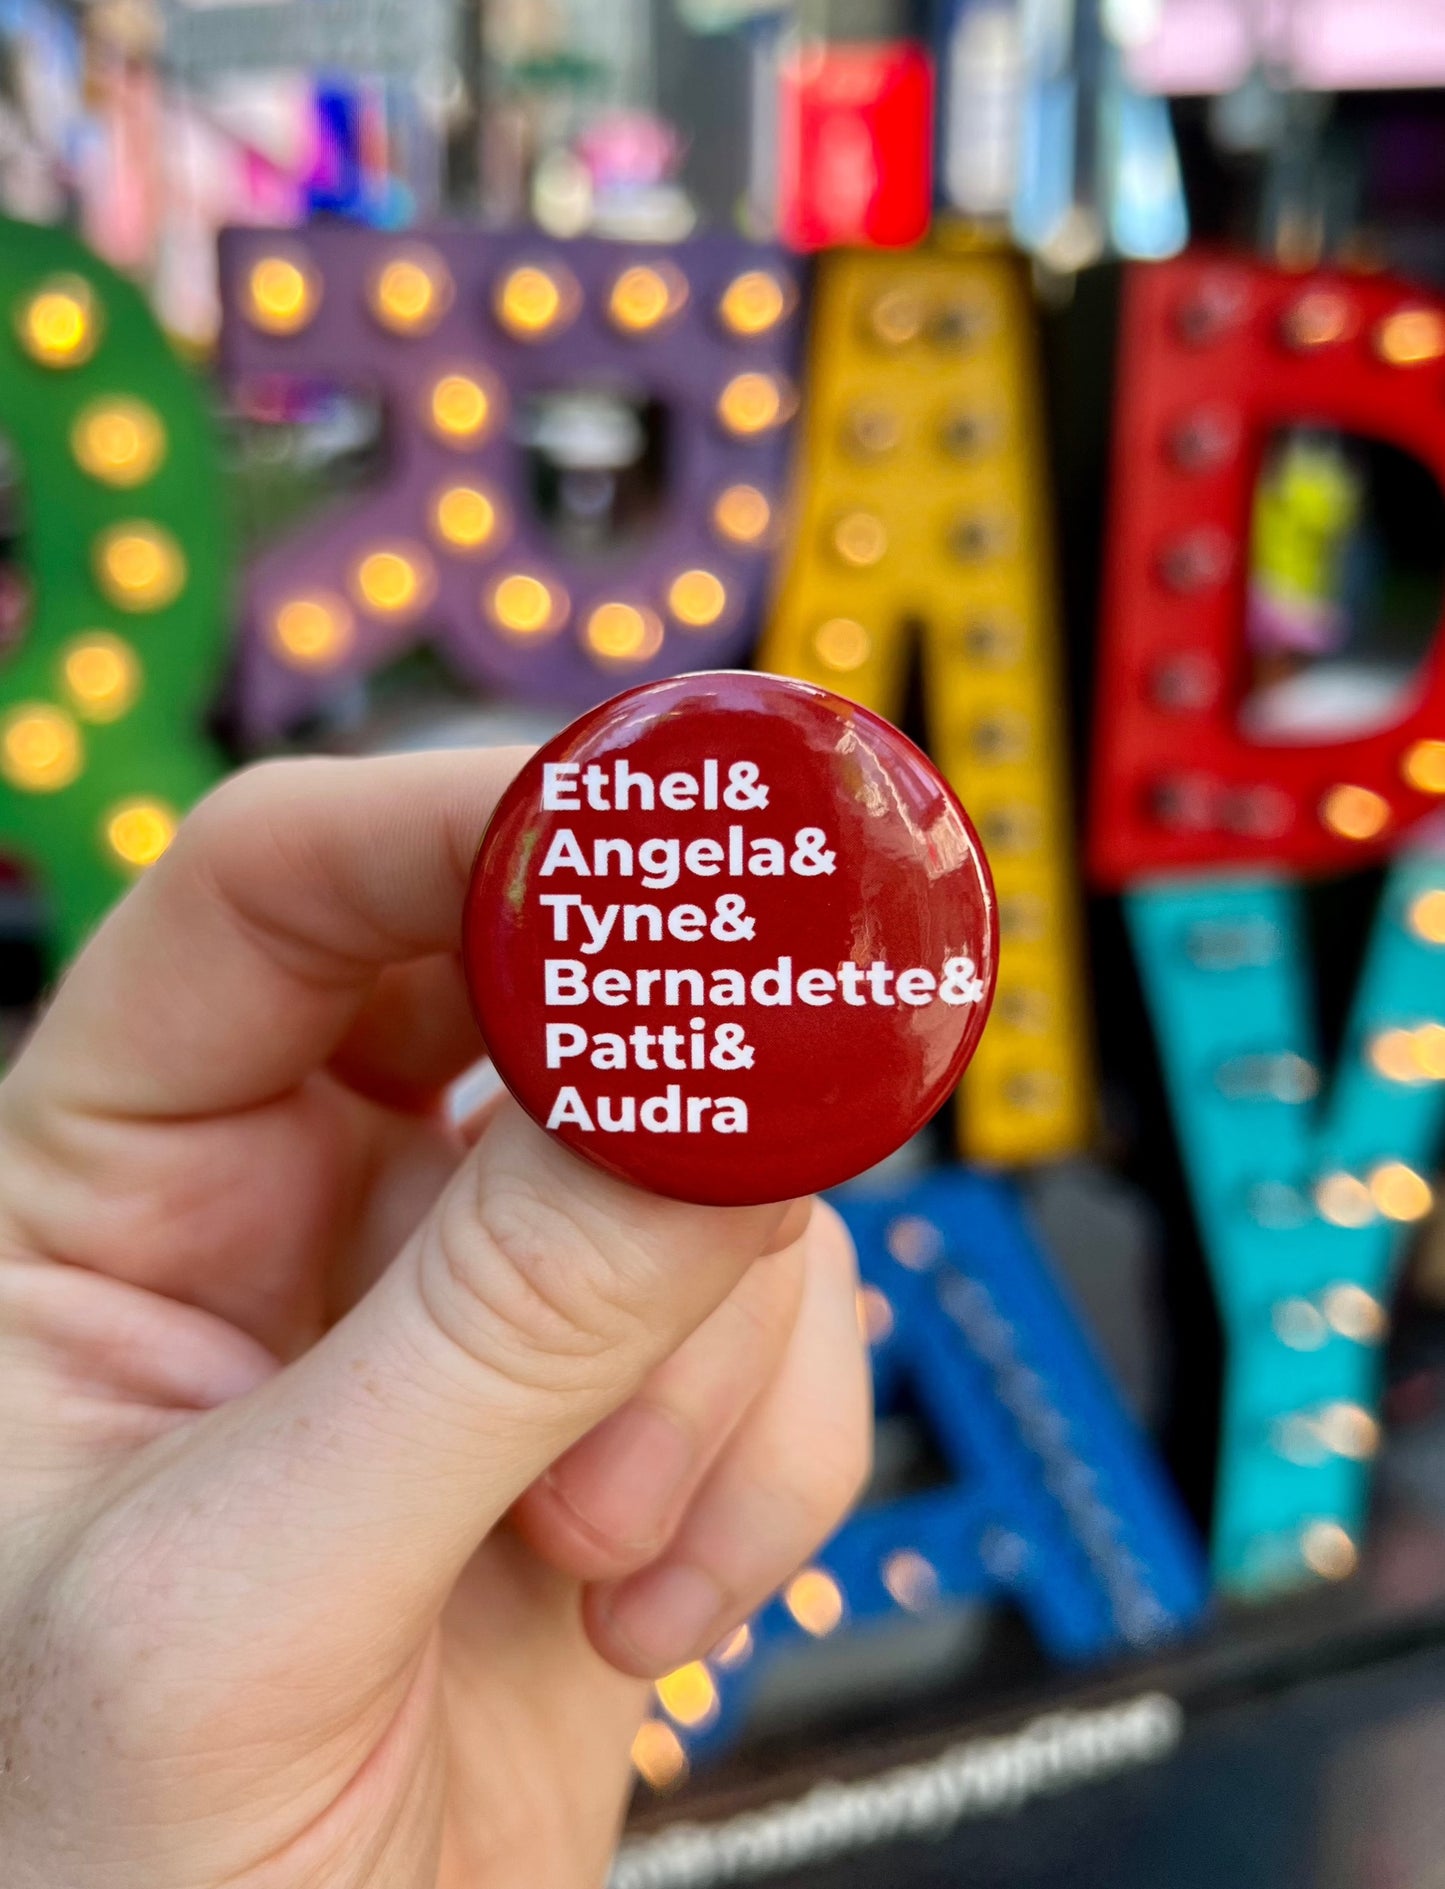 Ethel&
Angela&
Tyne&
Bernadette&
Patti&
Audra